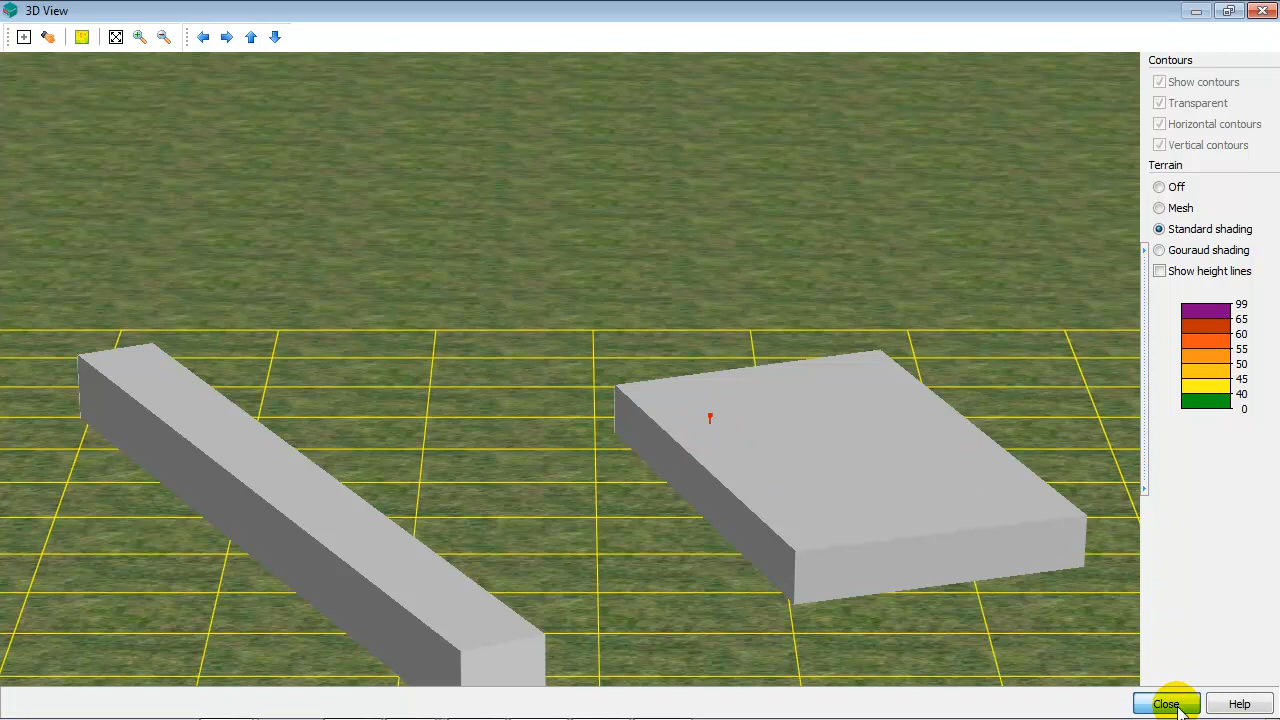 3D View
Contours
Show contours
Transparent
Horizontal contours
Vertical contours
Terrain
Off
Mesh
Standard shading
Gouraud shading
Show height lines
99
65
60
55
50
45
40
0
Close
Help